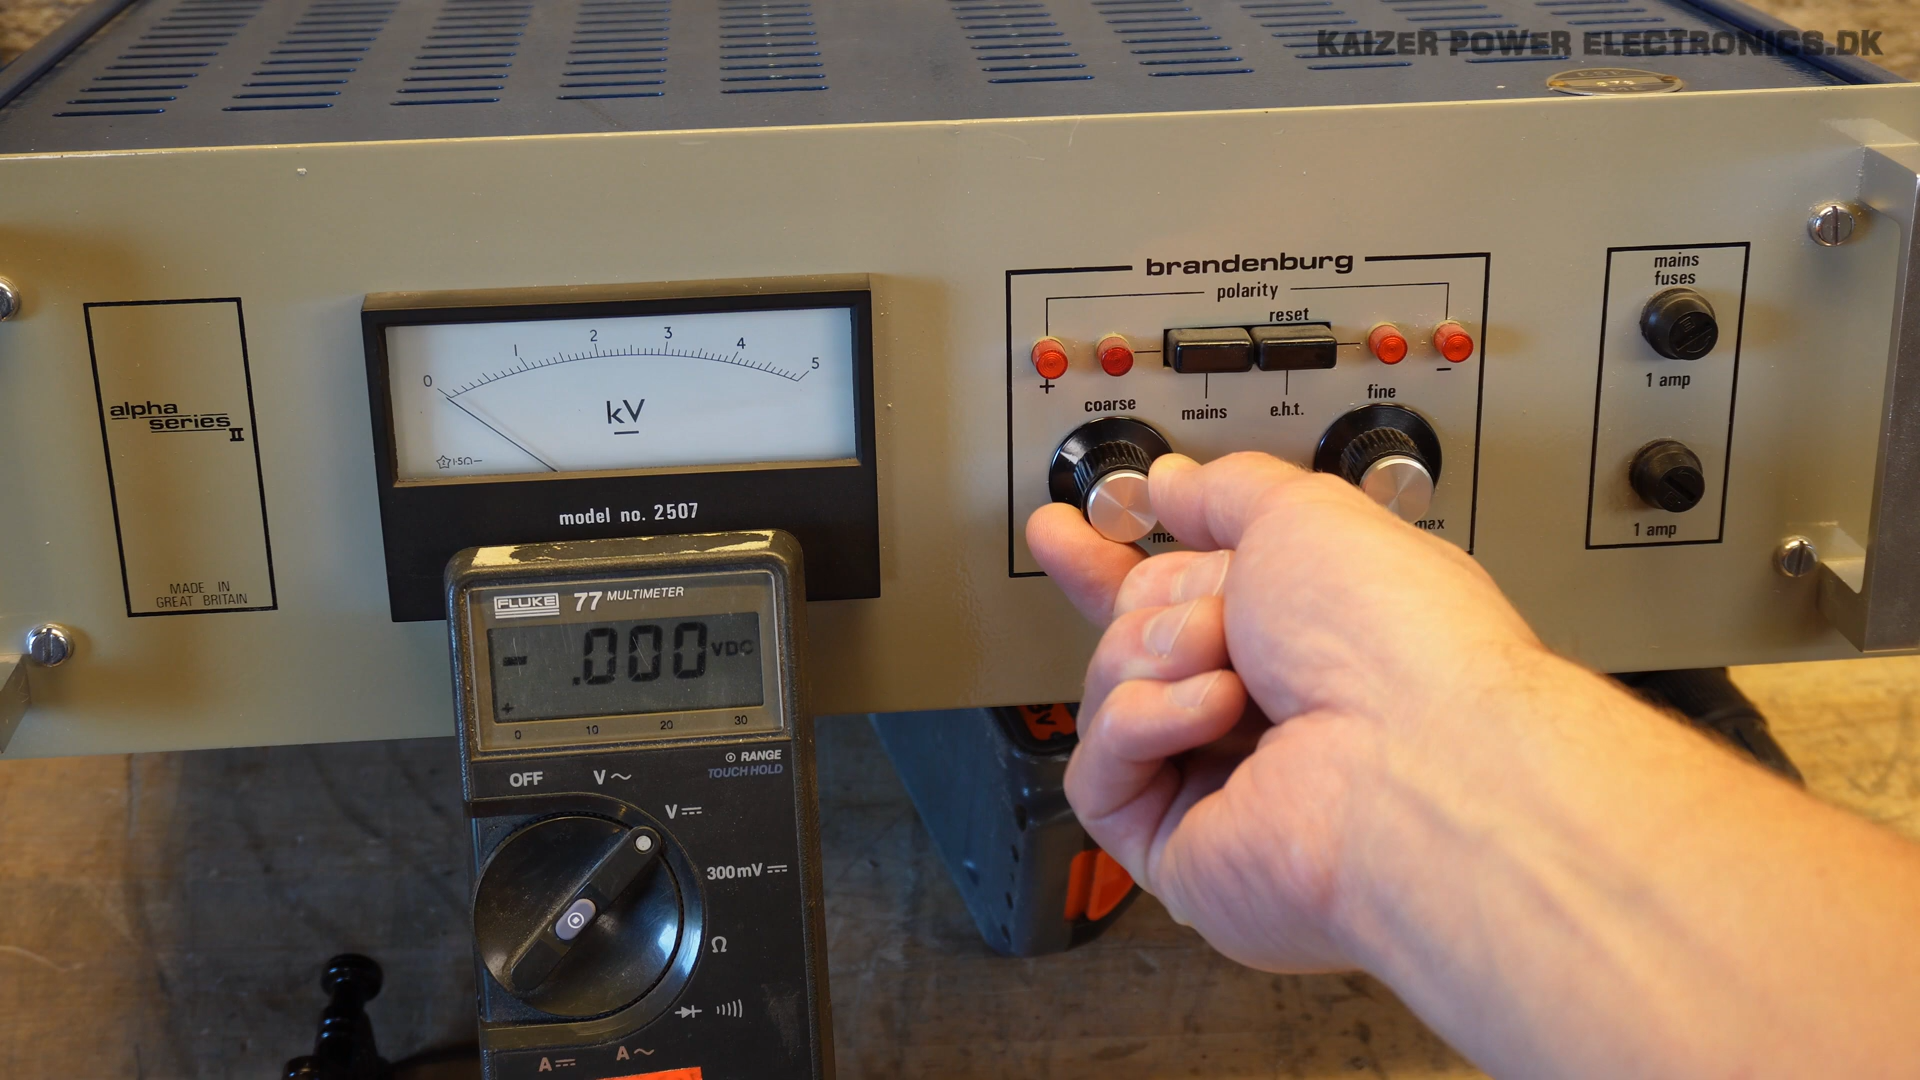 KAIZER POWER ELECTRONICS.DK
brandenburg
polarity
reset
+
−
coarse
mains
e.h.t.
fine
max
mains
fuses
1 amp
1 amp
alpha
series
II
MADE IN
GREAT BRITAIN
0 1 2 3 4 5
kV
model no. 2507
FLUKE 77 MULTIMETER
- .000 VDC
+
0 10 20 30
RANGE
TOUCH HOLD
OFF
V~
V⎓
300mV⎓
Ω
A⎓
A~